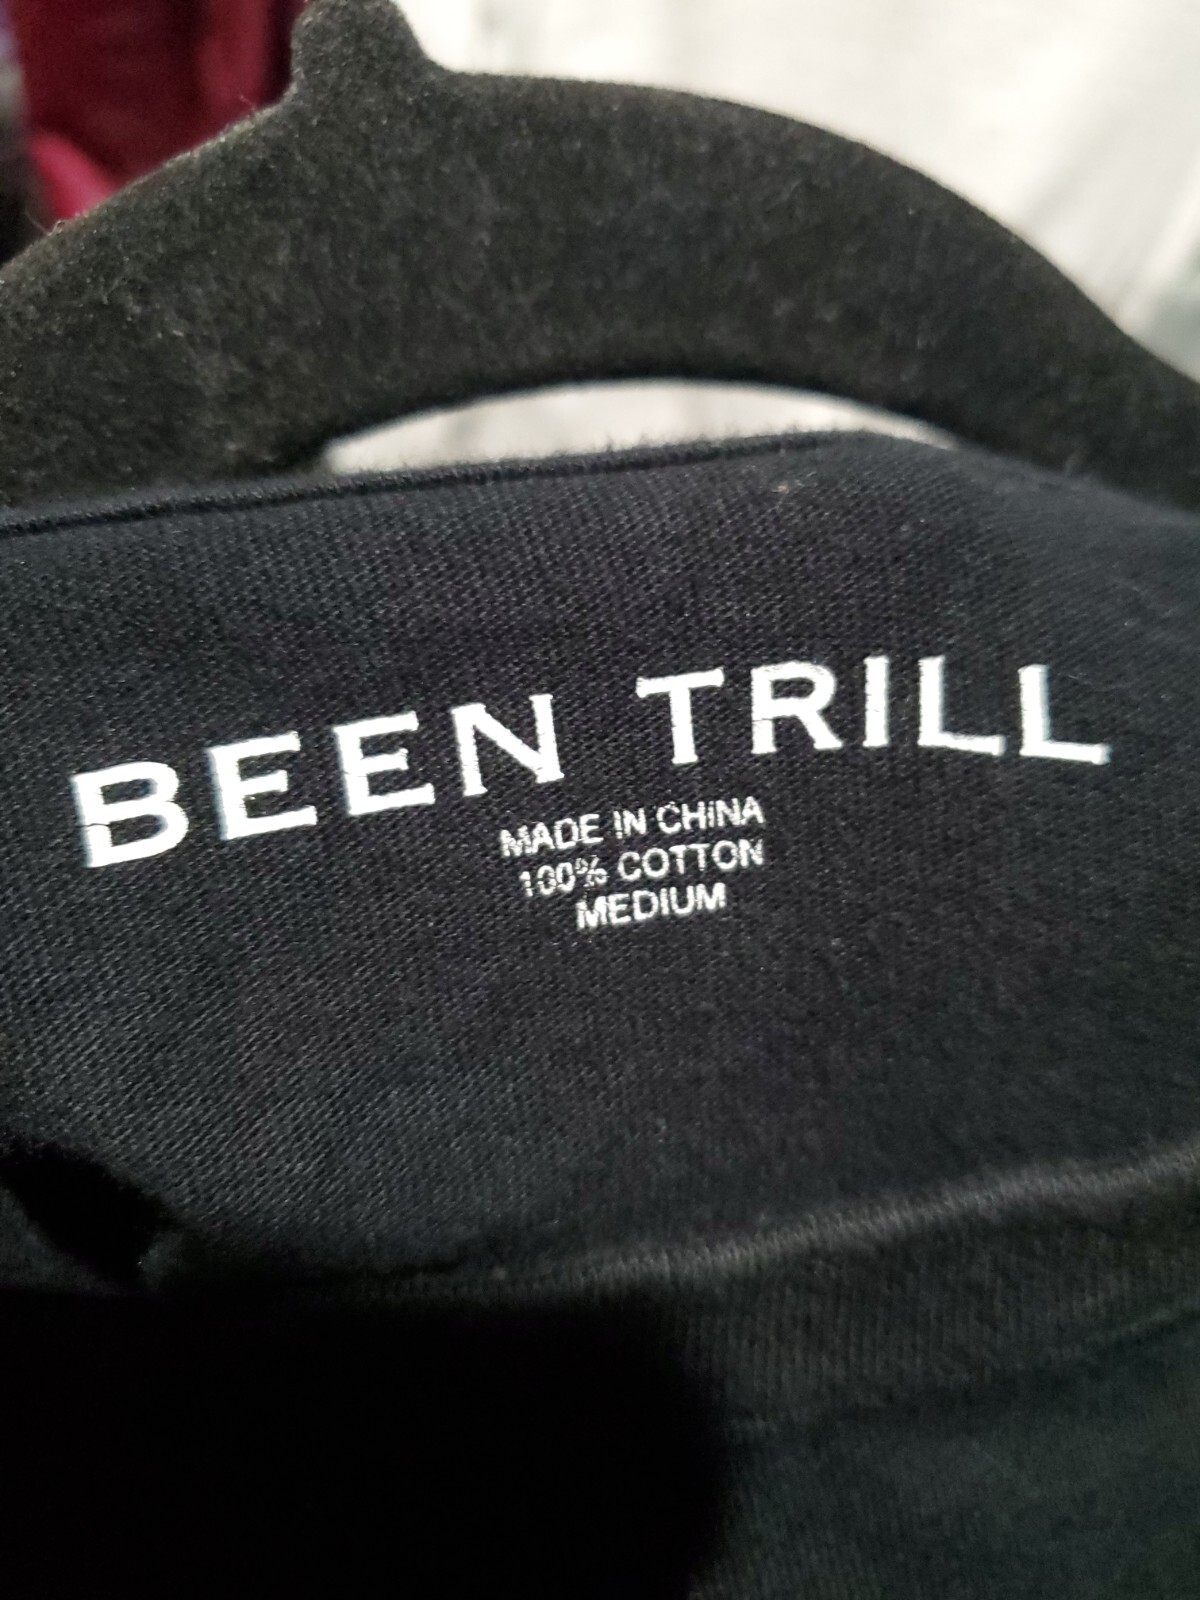 BEEN TRILL
MADE IN CHINA
100% COTTON
MEDIUM